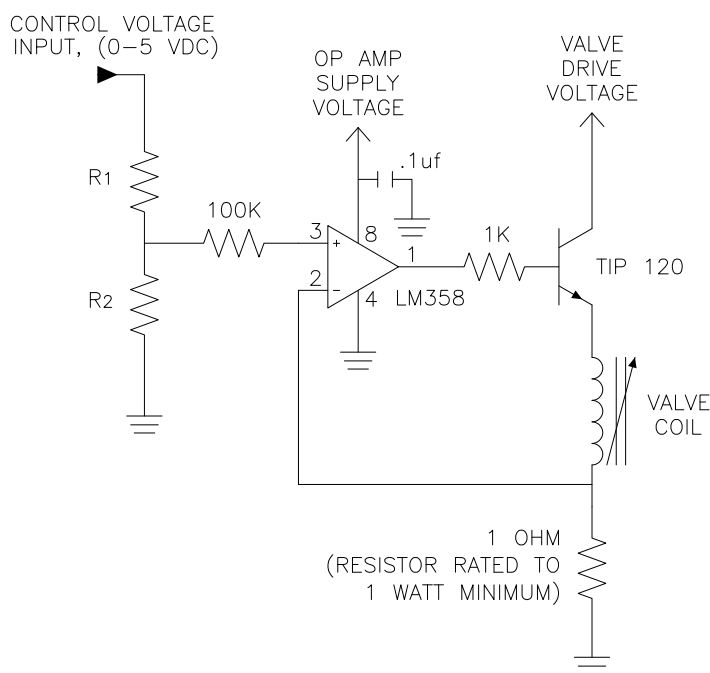 CONTROL VOLTAGE
INPUT, (0-5 VDC)
OP AMP
SUPPLY
VOLTAGE
VALVE
DRIVE
VOLTAGE
.1uf
R1
100K
3
+
8
1
1K
TIP 120
2
-
4
LM358
R2
VALVE
COIL
1 OHM
(RESISTOR RATED TO
1 WATT MINIMUM)